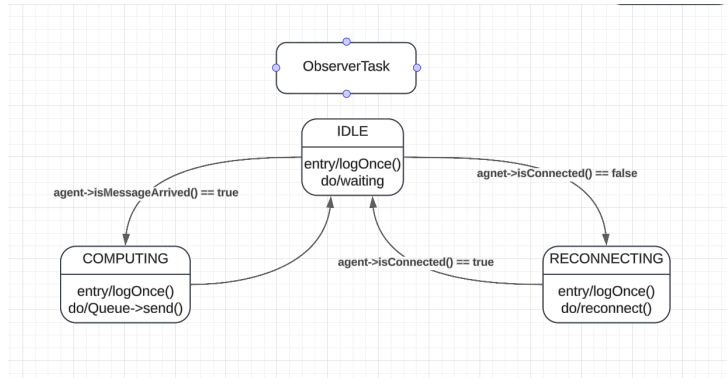 ObserverTask
IDLE
entry/logOnce()
do/waiting
agent->isMessageArrived() == true
agnet->isConnected() == false
COMPUTING
entry/logOnce()
do/Queue->send()
agent->isConnected() == true
RECONNECTING
entry/logOnce()
do/reconnect()